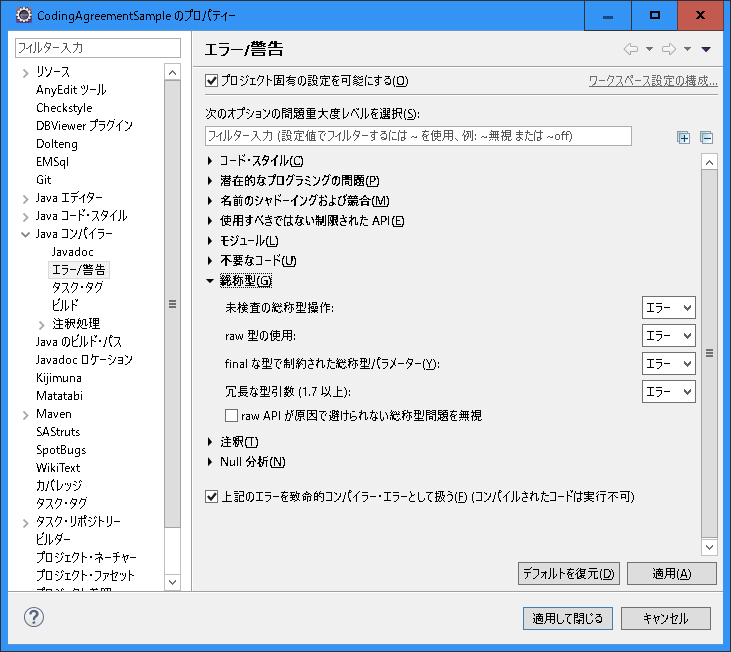 CodingAgreementSample のプロパティー
フィルター入力
リソース
AnyEdit ツール
Checkstyle
DBViewer プラグイン
Dolteng
EMSql
Git
Java エディター
Java コード・スタイル
Java コンパイラー
Javadoc
エラー/警告
タスク・タグ
ビルド
注釈処理
Java のビルド・パス
Javadoc ロケーション
Kijimuna
Matatabi
Maven
SAStruts
SpotBugs
WikiText
カバレッジ
タスク・タグ
タスク・リポジトリー
ビルダー
プロジェクト・ネーチャー
プロジェクト・ファセット
エラー/警告
プロジェクト固有の設定を可能にする(O)
ワークスペース設定の構成...
次のオプションの問題重大度レベルを選択(S):
フィルター入力 (設定値でフィルターするには ~ を使用、例: ~無視 または ~off)
コード・スタイル(C)
潜在的なプログラミングの問題(P)
名前のシャドーイングおよび競合(M)
使用すべきではない制限された API(E)
モジュール(L)
不要なコード(U)
総称型(G)
未検査の総称型操作: エラー
raw 型の使用: エラー
final な型で制約された総称型パラメーター(Y): エラー
冗長な型引数 (1.7 以上): エラー
raw API が原因で避けられない総称型問題を無視
注釈(T)
Null 分析(N)
上記のエラーを致命的コンパイラー・エラーとして扱う(F) (コンパイルされたコードは実行不可)
デフォルトを復元(D) 適用(A)
適用して閉じる キャンセル